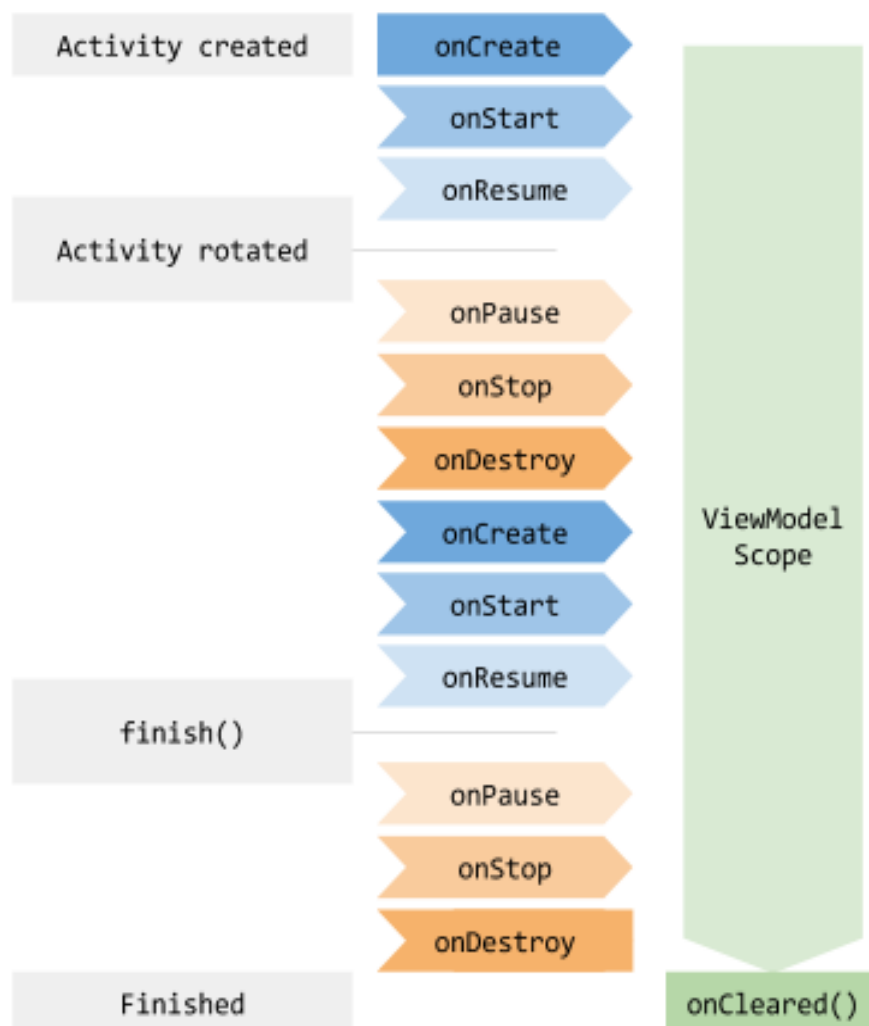 Activity created
onCreate
onStart
onResume
Activity rotated
onPause
onStop
onDestroy
onCreate
ViewModel
Scope
onStart
onResume
finish()
onPause
onStop
onDestroy
Finished
onCleared()